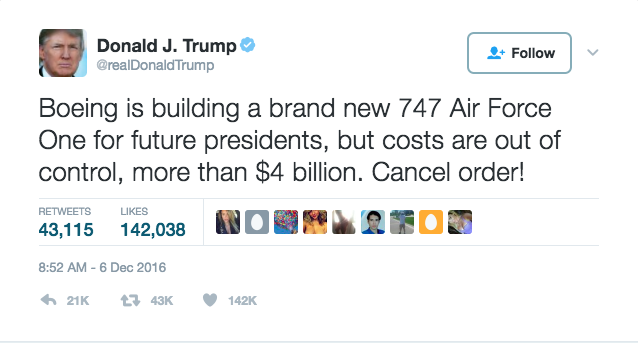 Donald J. Trump
Follow
@realDonaldTrump
Boeing is building a brand new 747 Air Force
One for future presidents, but costs are out of
control, more than $4 billion. Cancel order!
RETWEETS LIKES
43,115 142,038
8:52 AM - 6 Dec 2016
21K 43K 142K